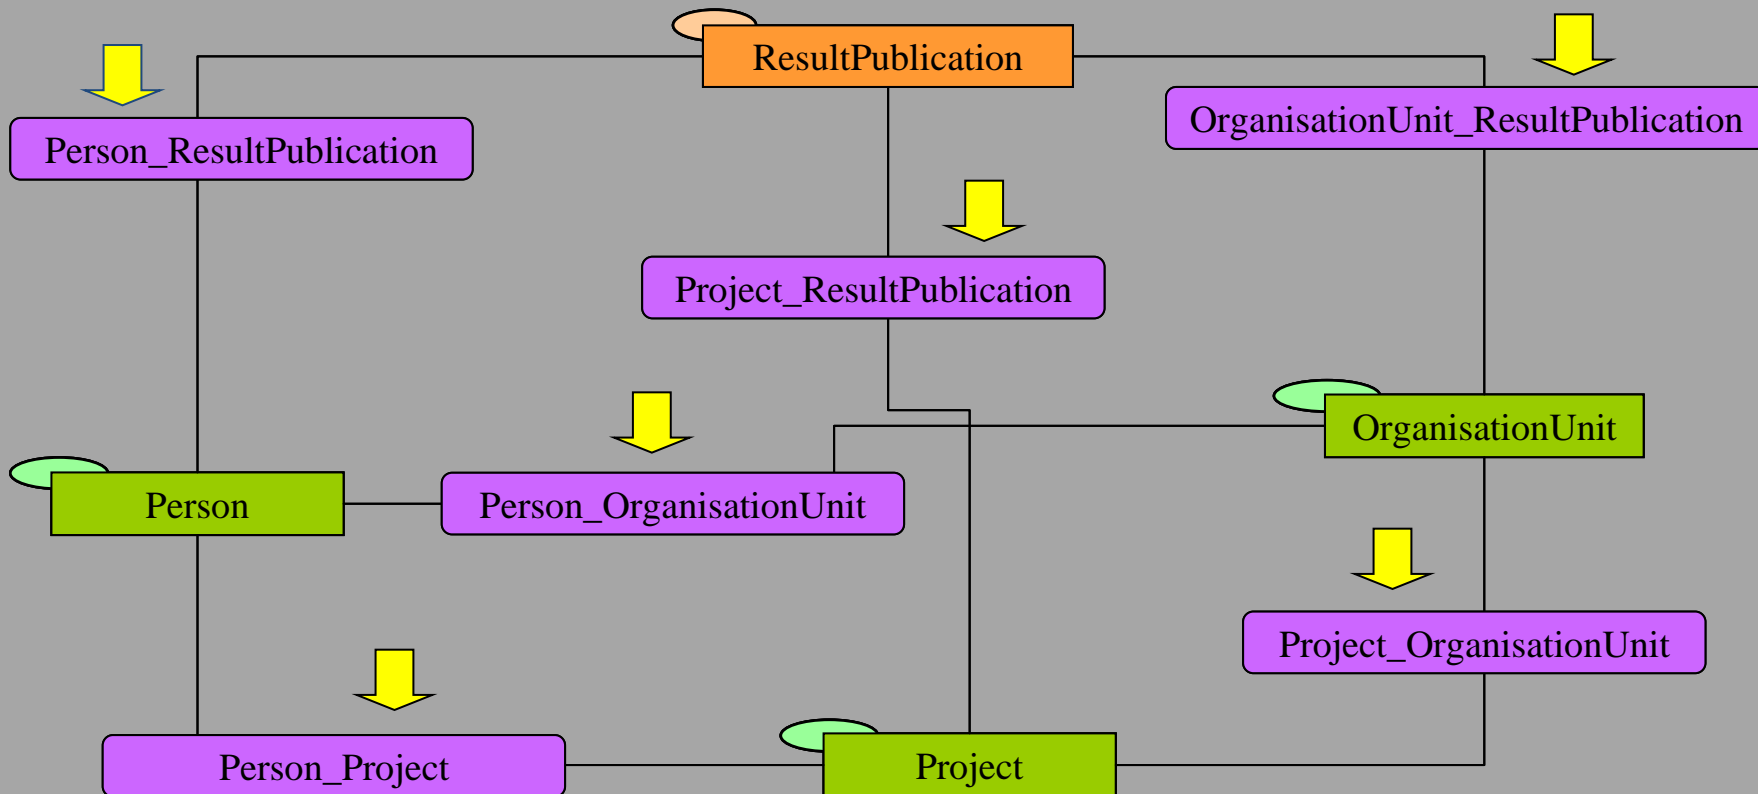 ResultPublication
OrganisationUnit_ResultPublication
Person_ResultPublication
Project_ResultPublication
OrganisationUnit
Person
Person_OrganisationUnit
Project_OrganisationUnit
Person_Project
Project